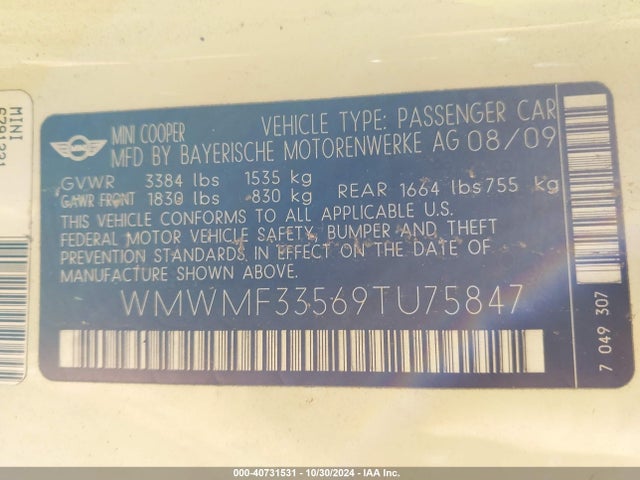 MINI
MINI COOPER
VEHICLE TYPE: PASSENGER CAR
MFD BY BAYERISCHE MOTORENWERKE AG 08/09
GVWR 3384 lbs 1535 kg
GAWR FRONT 1830 lbs 830 kg REAR 1664 lbs 755 kg
THIS VEHICLE CONFORMS TO ALL APPLICABLE U.S.
FEDERAL MOTOR VEHICLE SAFETY, BUMPER AND THEFT
PREVENTION STANDARDS IN EFFECT ON THE DATE OF
MANUFACTURE SHOWN ABOVE.
WMWMF33569TU75847
7 049 307
000-40731531 - 10/30/2024 - IAA Inc.